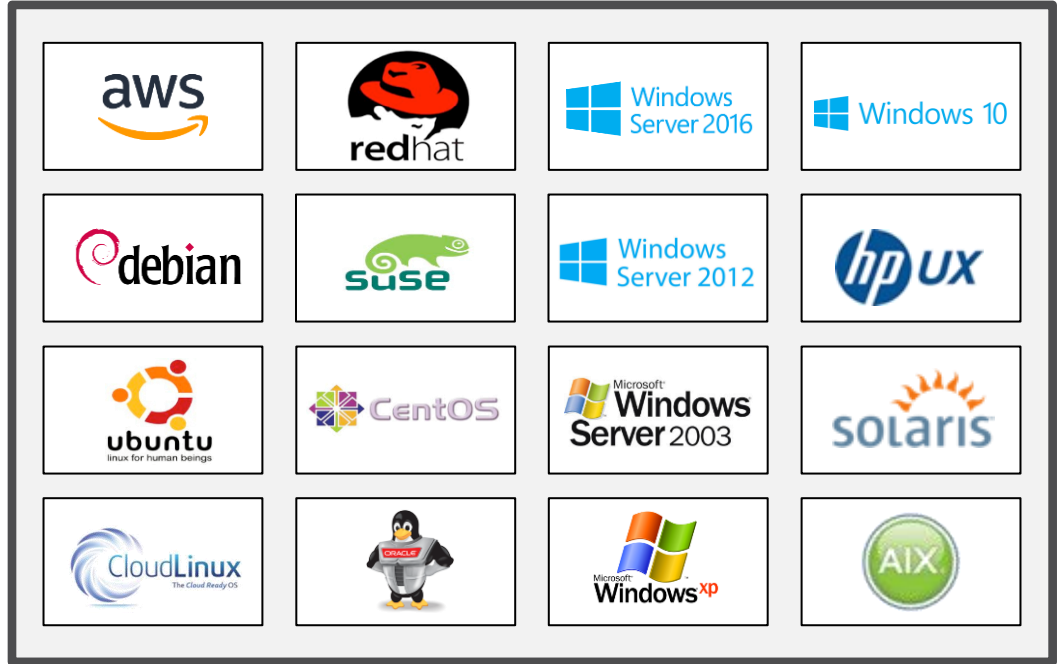 aws
redhat
Windows
Server 2016
Windows 10
debian
suse
Windows
Server 2012
hp UX
ubuntu
linux for human beings
CentOS
Microsoft
Windows
Server 2003
solaris
CloudLinux
The Cloud Ready OS
ORACLE
Microsoft
Windows xp
AIX